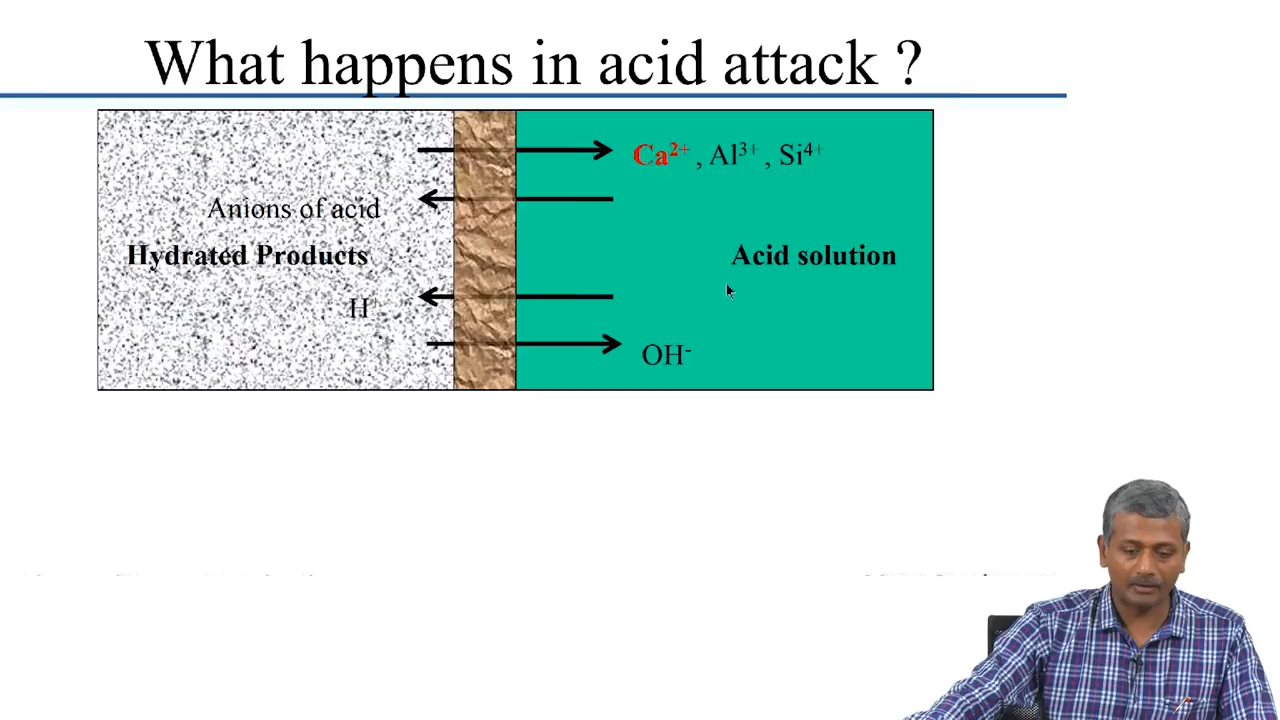 What happens in acid attack ?
Ca²⁺ , Al³⁺ , Si⁴⁺
Anions of acid
Hydrated Products
Acid solution
H
OH⁻